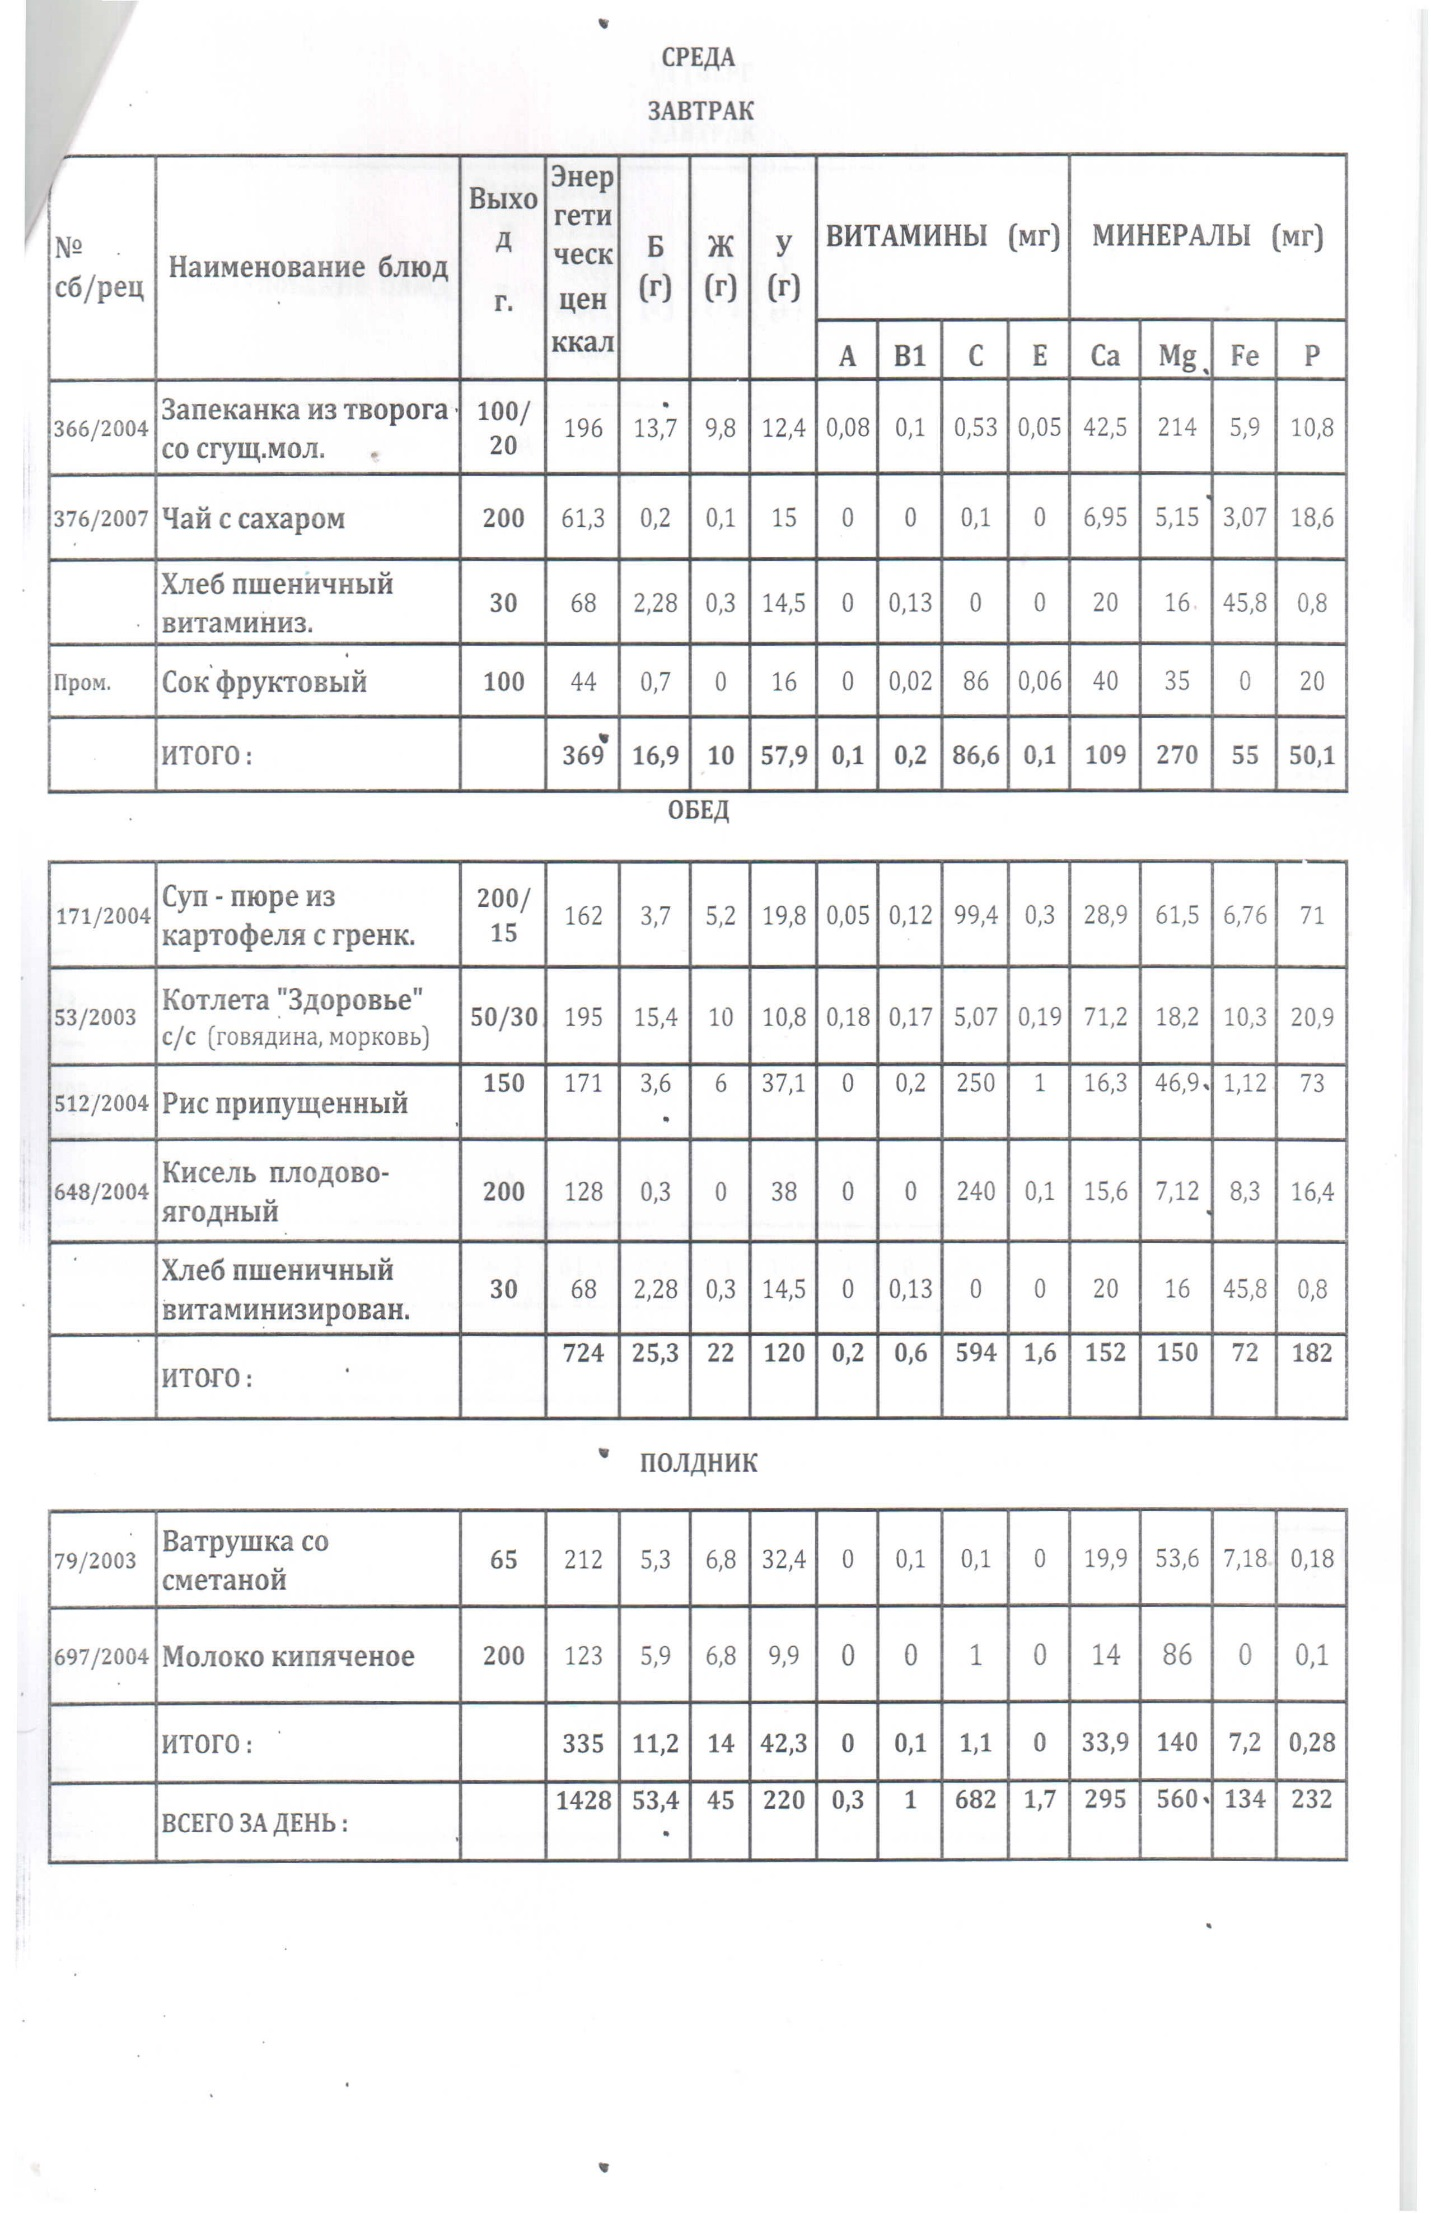 СРЕДА
ЗАВТРАК
№ сб/рец Наименование блюд Выход г. Энергетическ цен ккал Б (г) Ж (г) У (г) ВИТАМИНЫ (мг) МИНЕРАЛЫ (мг)
А В1 С Е Ca Mg Fe P
366/2004 Запеканка из творога со сгущ.мол. 100/20 196 13,7 9,8 12,4 0,08 0,1 0,53 0,05 42,5 214 5,9 10,8
376/2007 Чай с сахаром 200 61,3 0,2 0,1 15 0 0 0,1 0 6,95 5,15 3,07 18,6
Хлеб пшеничный витаминиз. 30 68 2,28 0,3 14,5 0 0,13 0 0 20 16 45,8 0,8
Пром. Сок фруктовый 100 44 0,7 0 16 0 0,02 86 0,06 40 35 0 20
ИТОГО : 369 16,9 10 57,9 0,1 0,2 86,6 0,1 109 270 55 50,1
ОБЕД
171/2004 Суп - пюре из картофеля с гренк. 200/15 162 3,7 5,2 19,8 0,05 0,12 99,4 0,3 28,9 61,5 6,76 71
53/2003 Котлета "Здоровье" с/с (говядина, морковь) 50/30 195 15,4 10 10,8 0,18 0,17 5,07 0,19 71,2 18,2 10,3 20,9
512/2004 Рис припущенный 150 171 3,6 6 37,1 0 0,2 250 1 16,3 46,9 1,12 73
648/2004 Кисель плодово-ягодный 200 128 0,3 0 38 0 0 240 0,1 15,6 7,12 8,3 16,4
Хлеб пшеничный витаминизирован. 30 68 2,28 0,3 14,5 0 0,13 0 0 20 16 45,8 0,8
ИТОГО : 724 25,3 22 120 0,2 0,6 594 1,6 152 150 72 182
ПОЛДНИК
79/2003 Ватрушка со сметаной 65 212 5,3 6,8 32,4 0 0,1 0,1 0 19,9 53,6 7,18 0,18
697/2004 Молоко кипяченое 200 123 5,9 6,8 9,9 0 0 1 0 14 86 0 0,1
ИТОГО : 335 11,2 14 42,3 0 0,1 1,1 0 33,9 140 7,2 0,28
ВСЕГО ЗА ДЕНЬ : 1428 53,4 45 220 0,3 1 682 1,7 295 560 134 232